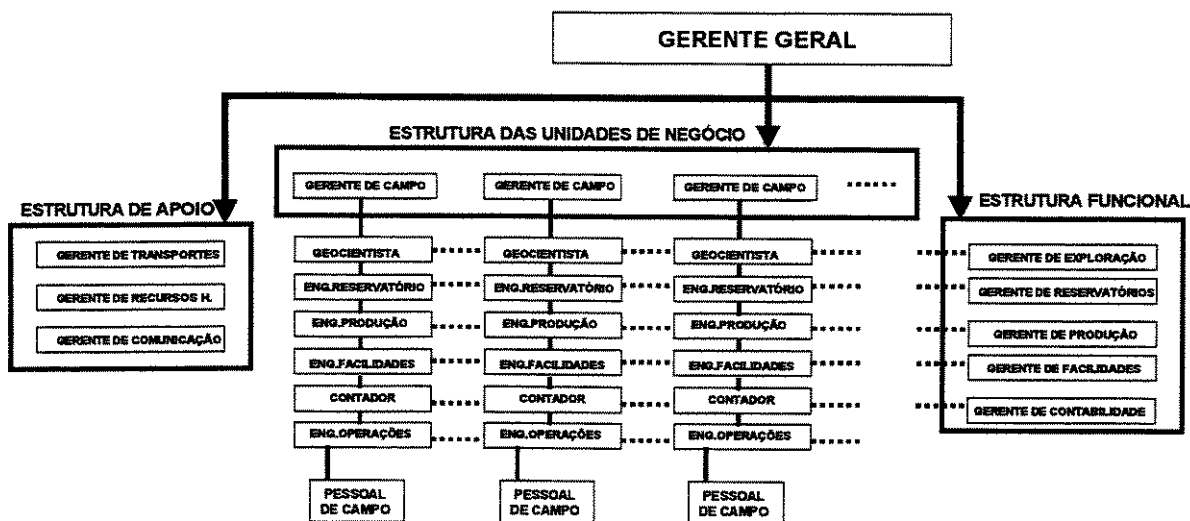 GERENTE GERAL
ESTRUTURA DAS UNIDADES DE NEGÓCIO
GERENTE DE CAMPO
GERENTE DE CAMPO
GERENTE DE CAMPO
ESTRUTURA DE APOIO
ESTRUTURA FUNCIONAL
GERENTE DE TRANSPORTES
GERENTE DE RECURSOS H.
GERENTE DE COMUNICAÇÃO
GEOCIENTISTA
GEOCIENTISTA
GEOCIENTISTA
ENG.RESERVATÓRIO
ENG.RESERVATÓRIO
ENG.RESERVATÓRIO
ENG.PRODUÇÃO
ENG.PRODUÇÃO
ENG.PRODUÇÃO
ENG.FACILIDADES
ENG.FACILIDADES
ENG.FACILIDADES
CONTADOR
CONTADOR
CONTADOR
ENG.OPERAÇÕES
ENG.OPERAÇÕES
ENG.OPERAÇÕES
PESSOAL
DE CAMPO
PESSOAL
DE CAMPO
PESSOAL
DE CAMPO
GERENTE DE EXPLORAÇÃO
GERENTE DE RESERVATÓRIOS
GERENTE DE PRODUÇÃO
GERENTE DE FACILIDADES
GERENTE DE CONTABILIDADE